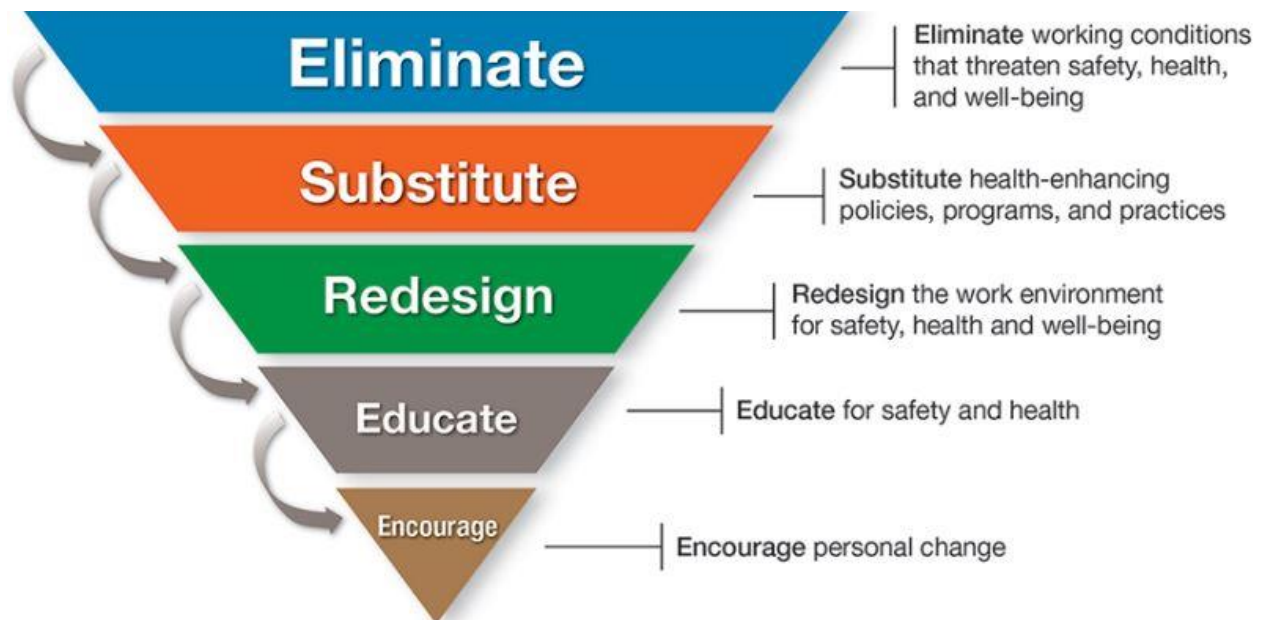 Eliminate
Eliminate working conditions
that threaten safety, health,
and well-being
Substitute
Substitute health-enhancing
policies, programs, and practices
Redesign
Redesign the work environment
for safety, health and well-being
Educate
Educate for safety and health
Encourage
Encourage personal change